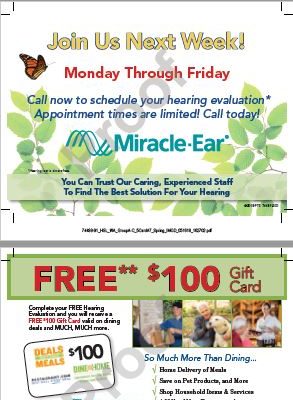 Join Us Next Week!
Monday Through Friday
Call now to schedule your hearing evaluation*
Appointment times are limited! Call today!
Miracle-Ear®
You Can Trust Our Caring, Experienced Staff
To Find The Best Solution For Your Hearing
FREE** $100 Gift Card
Complete your FREE Hearing
Evaluation and you will receive a
FREE* $100 Gift Card valid on dining
deals and MUCH, MUCH more.
DEALS
MEALS
$100
DINE HOME
RESTAURANT.COM
So Much More Than Dining...
Home Delivery of Meals
Save on Pet Products, and More
Shop Household Items & Services